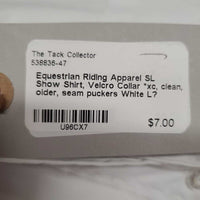 The Tack Collector
538836-47
Equestrian Riding Apparel SL
Show Shirt, Velcro Collar *xc, clean,
older, seam puckers White L?
U96CX7
$7.00